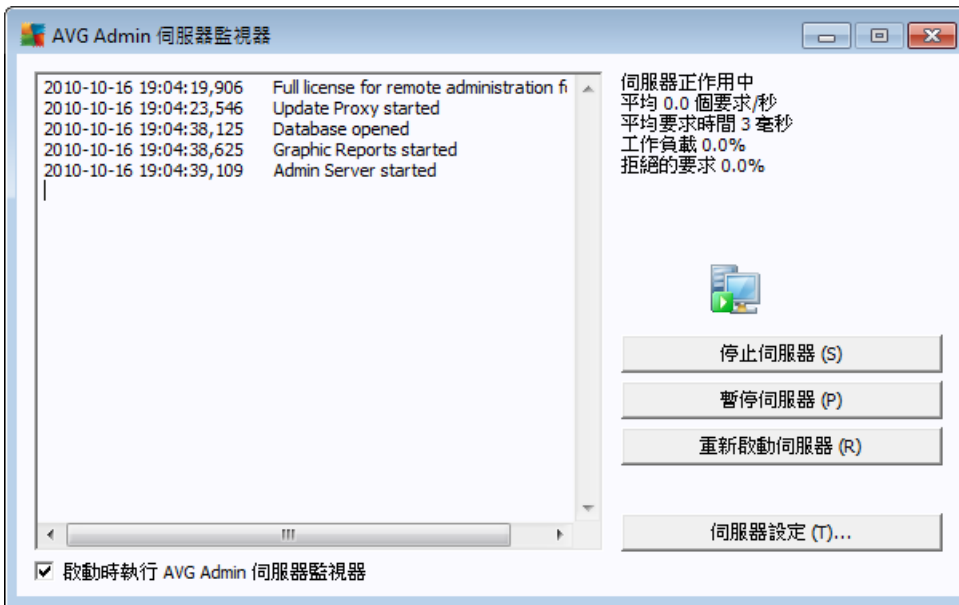 AVG Admin 伺服器監視器
2010-10-16 19:04:19,906 Full license for remote administration
2010-10-16 19:04:23,546 Update Proxy started
2010-10-16 19:04:38,125 Database opened
2010-10-16 19:04:38,625 Graphic Reports started
2010-10-16 19:04:39,109 Admin Server started
伺服器正作用中
平均 0.0 個要求/秒
平均要求時間 3 毫秒
工作負載 0.0%
拒絕的要求 0.0%
停止伺服器 (S)
暫停伺服器 (P)
重新啟動伺服器 (R)
伺服器設定 (T)...
啟動時執行 AVG Admin 伺服器監視器